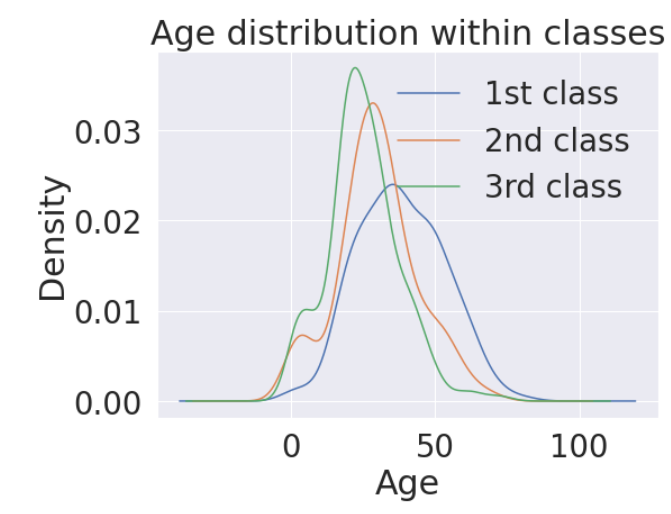 Age distribution within classes
1st class
2nd class
3rd class
0.03
0.02
0.01
0.00
Density
0 50 100
Age